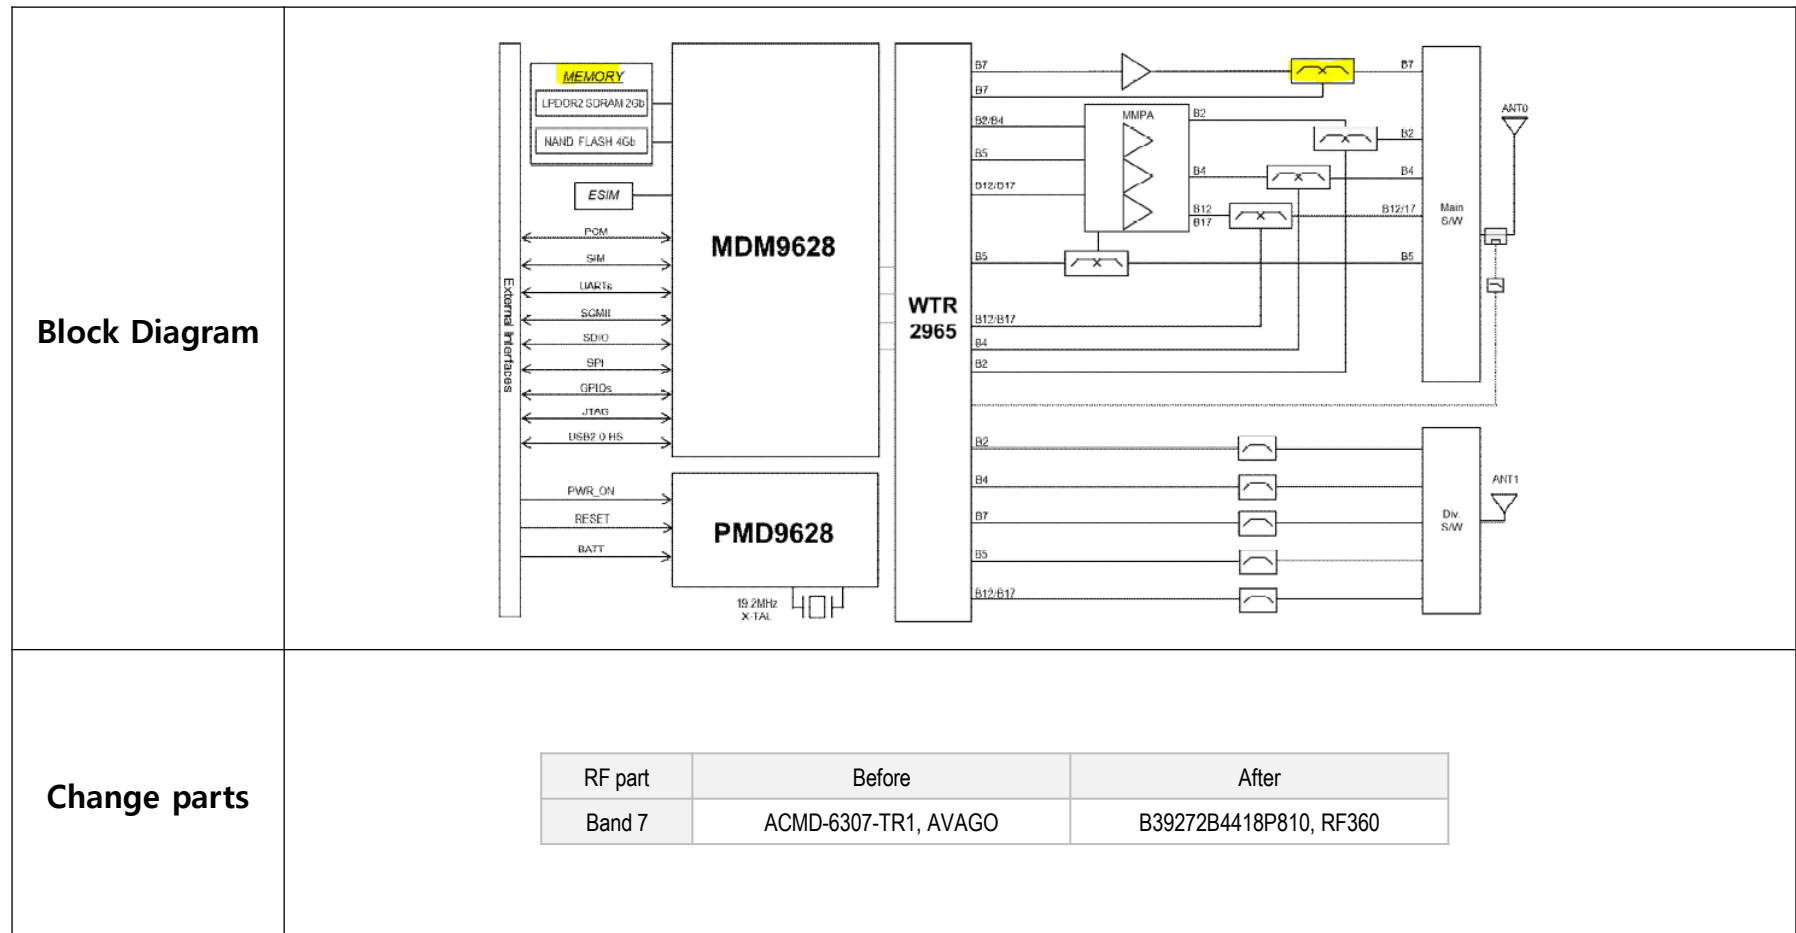 Block Diagram
MEMORY
LPDDR2 SDRAM 2Gb
NAND FLASH 4Gb
ESIM
PCM
SIM
UARTs
SGMII
SDIO
SPI
GPIOs
JTAG
USB2.0 HS
External Interfaces
PWR_ON
RESET
BATT
MDM9628
PMD9628
19.2MHz
X-TAL
WTR
2965
B7
B7
B2/B4
B5
B12/B17
B5
B12/B17
B4
B2
MMPA
B2
B4
B12
B17
B7
B2
B4
B12/17
B5
Main
S/W
ANT0
B2
B4
B7
B5
B12/B17
Div.
S/W
ANT1
Change parts
RF part Before After
Band 7 ACMD-6307-TR1, AVAGO B39272B4418P810, RF360